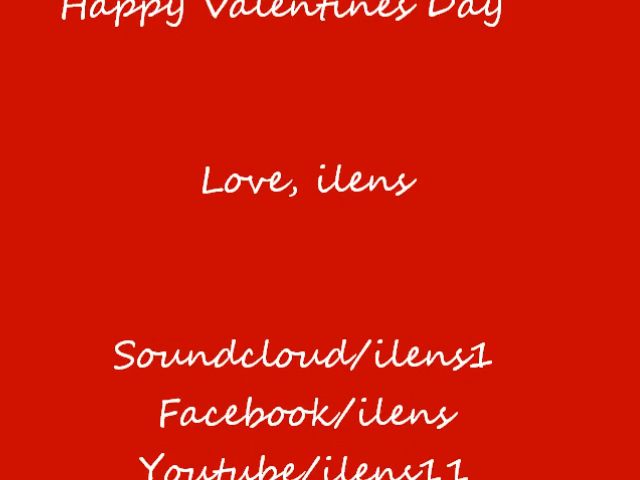 Happy Valentines Day
Love, ilens
Soundcloud/ilens1
Facebook/ilens
Youtube/ilens11